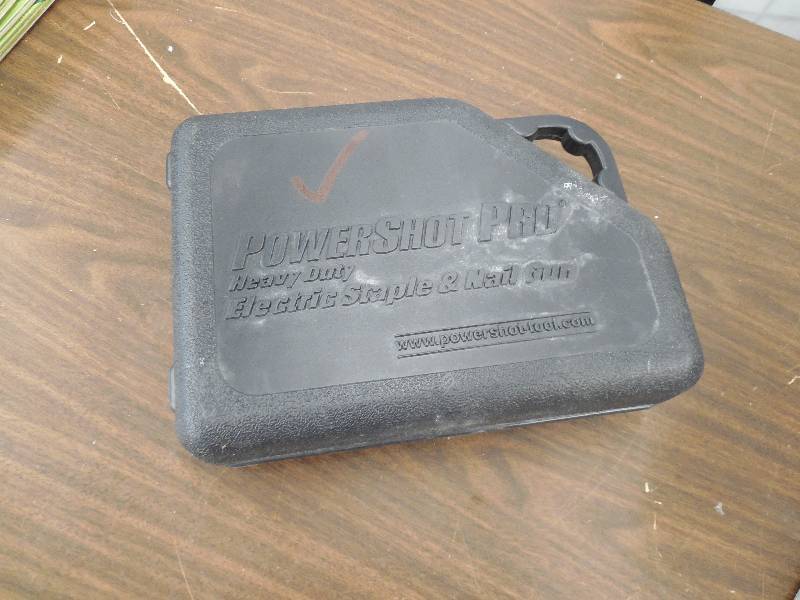 POWERSHOT PRO®
Heavy Duty
Electric Staple & Nail Gun
www.powershot-tool.com